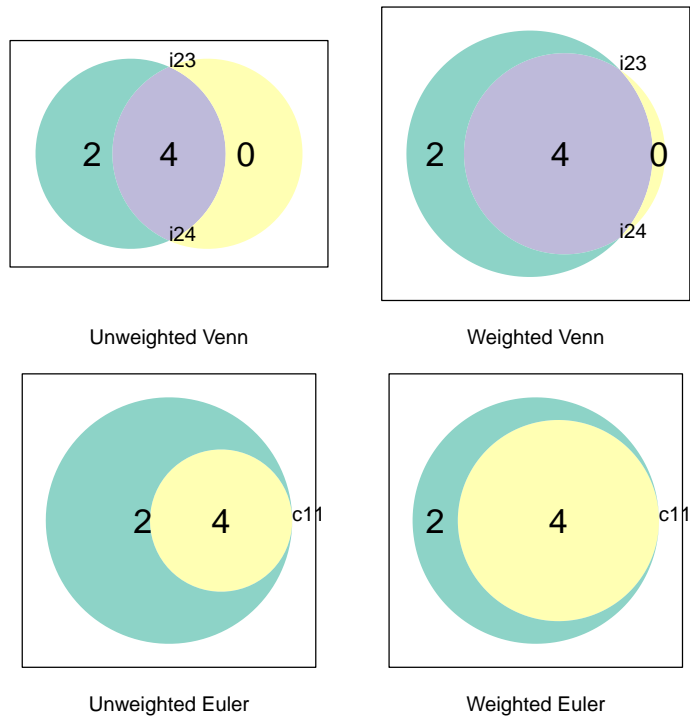 i23
2 4 0
i24
Unweighted Venn
i23
2 4 0
i24
Weighted Venn
2 4 c11
Unweighted Euler
2 4 c11
Weighted Euler